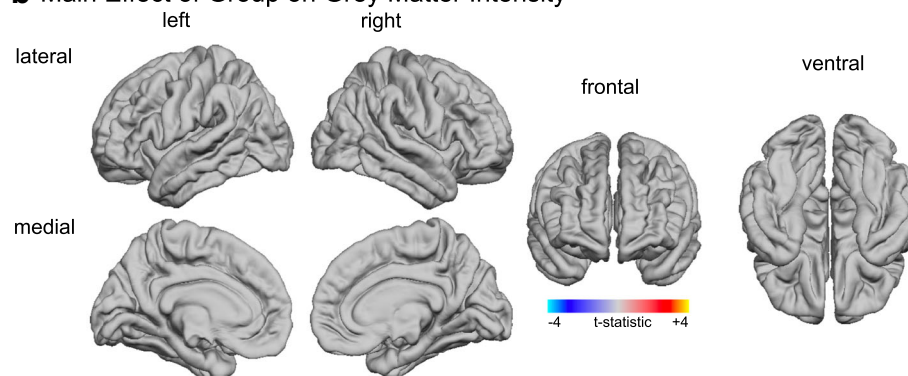 b Main Effect of Group on Grey Matter Intensity
left
right
lateral
frontal
ventral
medial
-4
t-statistic
+4